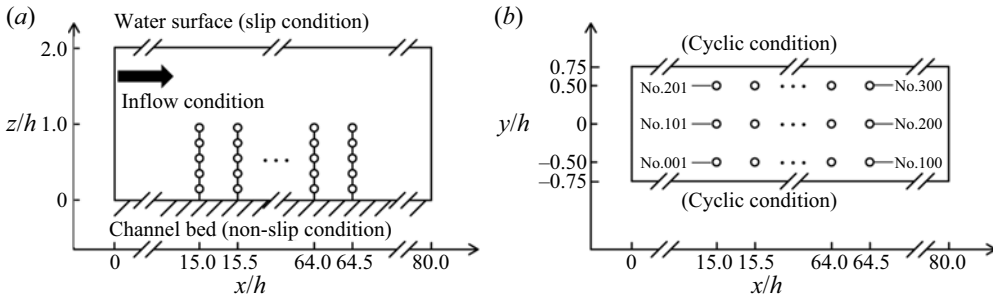 (a)
Water surface (slip condition)
2.0
Inflow condition
z/h 1.0
0
Channel bed (non-slip condition)
0 15.0 15.5 64.0 64.5 80.0
x/h
(b)
(Cyclic condition)
0.75
0.50 No.201 No.300
y/h 0 No.101 No.200
–0.50 No.001 No.100
–0.75
(Cyclic condition)
0 15.0 15.5 64.0 64.5 80.0
x/h